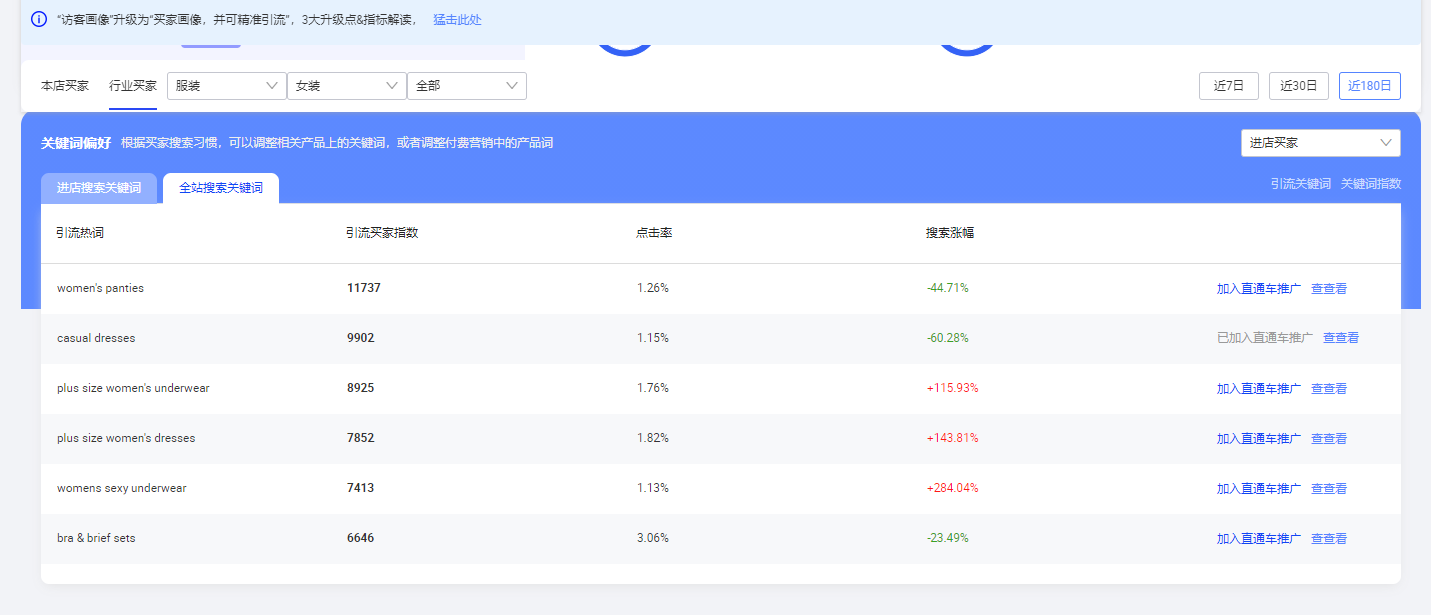 “访客画像”升级为“买家画像，并可精准引流”，3大升级点&指标解读， 猛击此处
本店买家 行业买家 服装 女装 全部 近7日 近30日 近180日
关键词偏好 根据买家搜索习惯，可以调整相关产品上的关键词，或者调整付费营销中的产品词 进店买家
进店搜索关键词 全站搜索关键词 引流关键词 关键词指数
引流热词 引流买家指数 点击率 搜索涨幅
women's panties 11737 1.26% -44.71% 加入直通车推广 查查看
casual dresses 9902 1.15% -60.28% 已加入直通车推广 查查看
plus size women's underwear 8925 1.76% +115.93% 加入直通车推广 查查看
plus size women's dresses 7852 1.82% +143.81% 加入直通车推广 查查看
womens sexy underwear 7413 1.13% +284.04% 加入直通车推广 查查看
bra & brief sets 6646 3.06% -23.49% 加入直通车推广 查查看